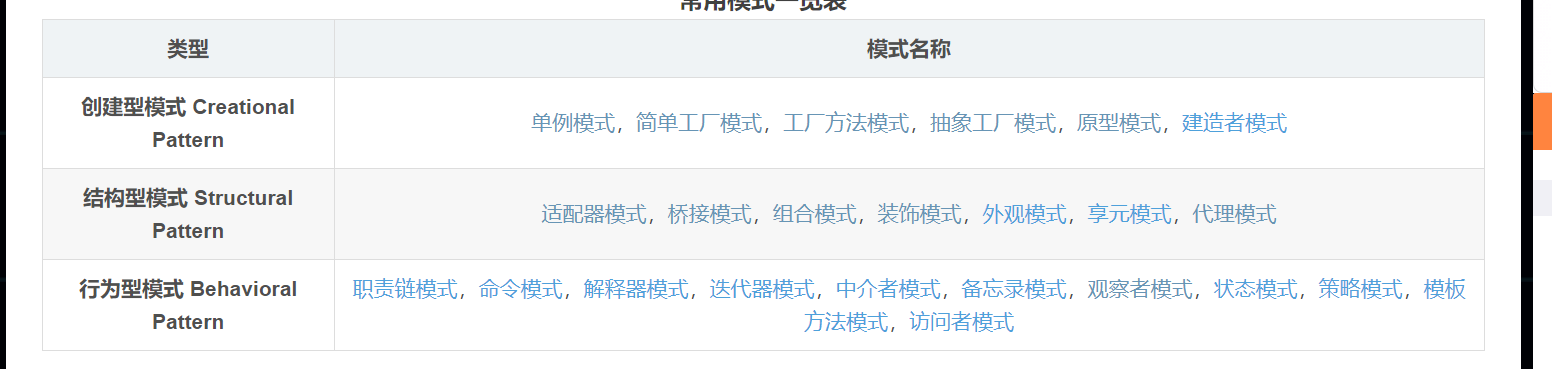 常用模式一览表
类型
模式名称
创建型模式 Creational
Pattern
单例模式，简单工厂模式，工厂方法模式，抽象工厂模式，原型模式，建造者模式
结构型模式 Structural
Pattern
适配器模式，桥接模式，组合模式，装饰模式，外观模式，享元模式，代理模式
行为型模式 Behavioral
Pattern
职责链模式，命令模式，解释器模式，迭代器模式，中介者模式，备忘录模式，观察者模式，状态模式，策略模式，模板
方法模式，访问者模式